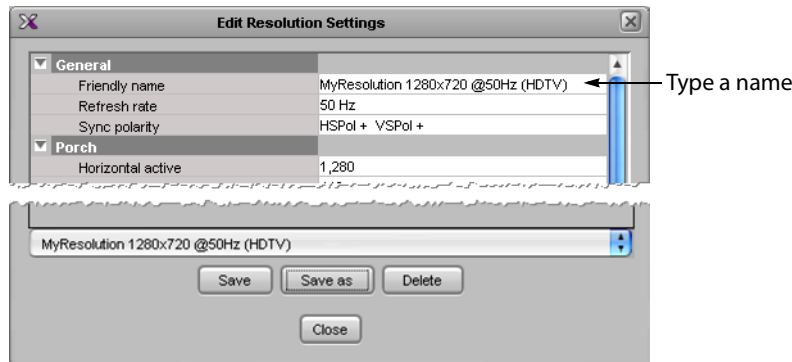 Edit Resolution Settings
General
Friendly name MyResolution 1280x720 @50Hz (HDTV)
Type a name
Refresh rate 50 Hz
Sync polarity HSPol + VSPol +
Porch
Horizontal active 1,280
MyResolution 1280x720 @50Hz (HDTV)
Save Save as Delete
Close